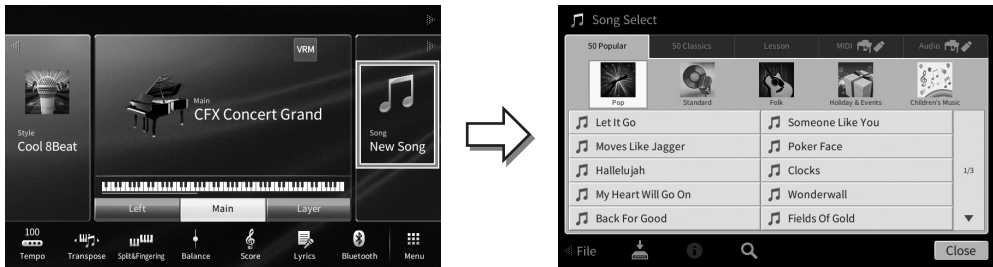 VRM
Style
Cool 8Beat
Main
CFX Concert Grand
Song
New Song
Left Main Layer
100
Tempo Transpose Split&Fingering Balance Score Lyrics Bluetooth Menu
Song Select
50 Popular 50 Classics Lesson MIDI Audio
Pop Standard Folk Holiday & Events Children's Music
Let It Go Someone Like You
Moves Like Jagger Poker Face
Hallelujah Clocks 1/3
My Heart Will Go On Wonderwall
Back For Good Fields Of Gold
File Close